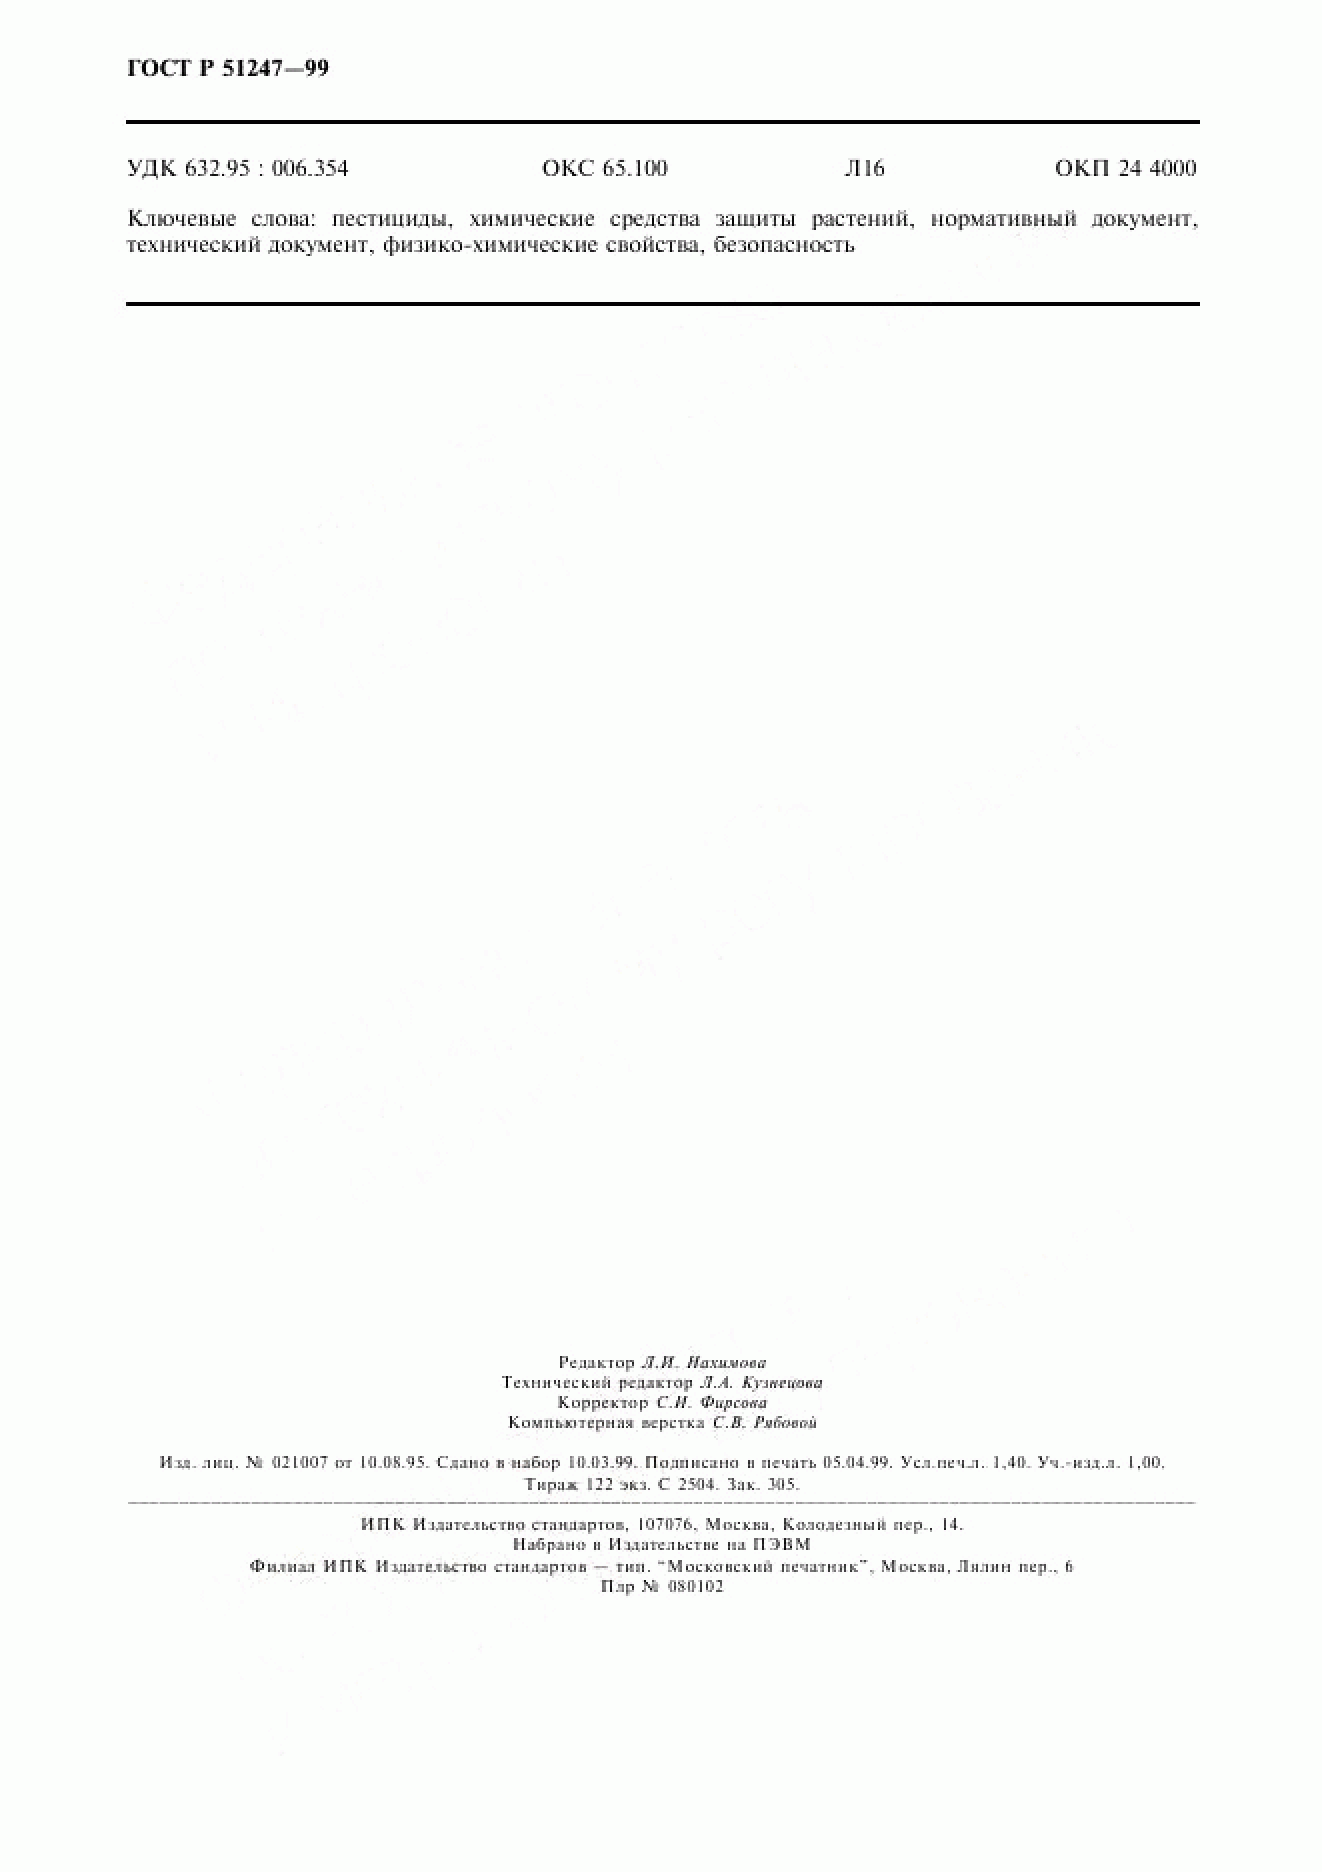 ГОСТ Р 51247—99
УДК 632.95 : 006.354 ОКС 65.100 Л16 ОКП 24 4000
Ключевые слова: пестициды, химические средства защиты растений, нормативный документ,
технический документ, физико-химические свойства, безопасность
Редактор Л.И. Нахимова
Технический редактор Л.А. Кузнецова
Корректор С.И. Фирсова
Компьютерная верстка С.В. Рябовой
Изд. лиц. № 021007 от 10.08.95. Сдано в набор 10.03.99. Подписано в печать 05.04.99. Усл.печ.л. 1,40. Уч.-изд.л. 1,00.
Тираж 122 экз. С 2504. Зак. 305.
ИПК Издательство стандартов, 107076, Москва, Колодезный пер., 14.
Набрано в Издательстве на ПЭВМ
Филиал ИПК Издательство стандартов — тип. “Московский печатник”, Москва, Лялин пер., 6
Плр № 080102